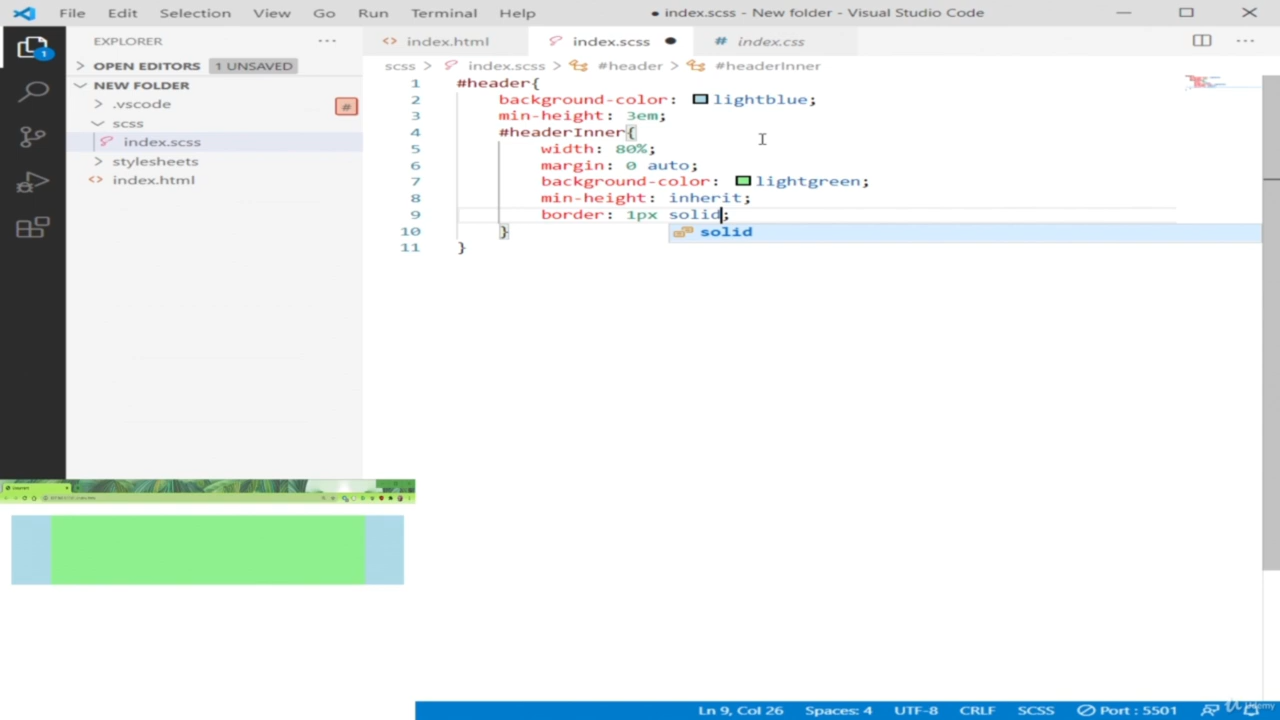 File Edit Selection View Go Run Terminal Help
● index.scss - New folder - Visual Studio Code
EXPLORER
index.html
index.scss
index.css
OPEN EDITORS 1 UNSAVED
scss > index.scss > #header > #headerInner
NEW FOLDER
.vscode
scss
index.scss
stylesheets
index.html
1 #header{
2 background-color: lightblue;
3 min-height: 3em;
4 #headerInner{
5 width: 80%;
6 margin: 0 auto;
7 background-color: lightgreen;
8 min-height: inherit;
9 border: 1px solid;
10 }
11 }
solid
Ln 9, Col 26 Spaces: 4 UTF-8 CRLF SCSS Port : 5501
Udemy